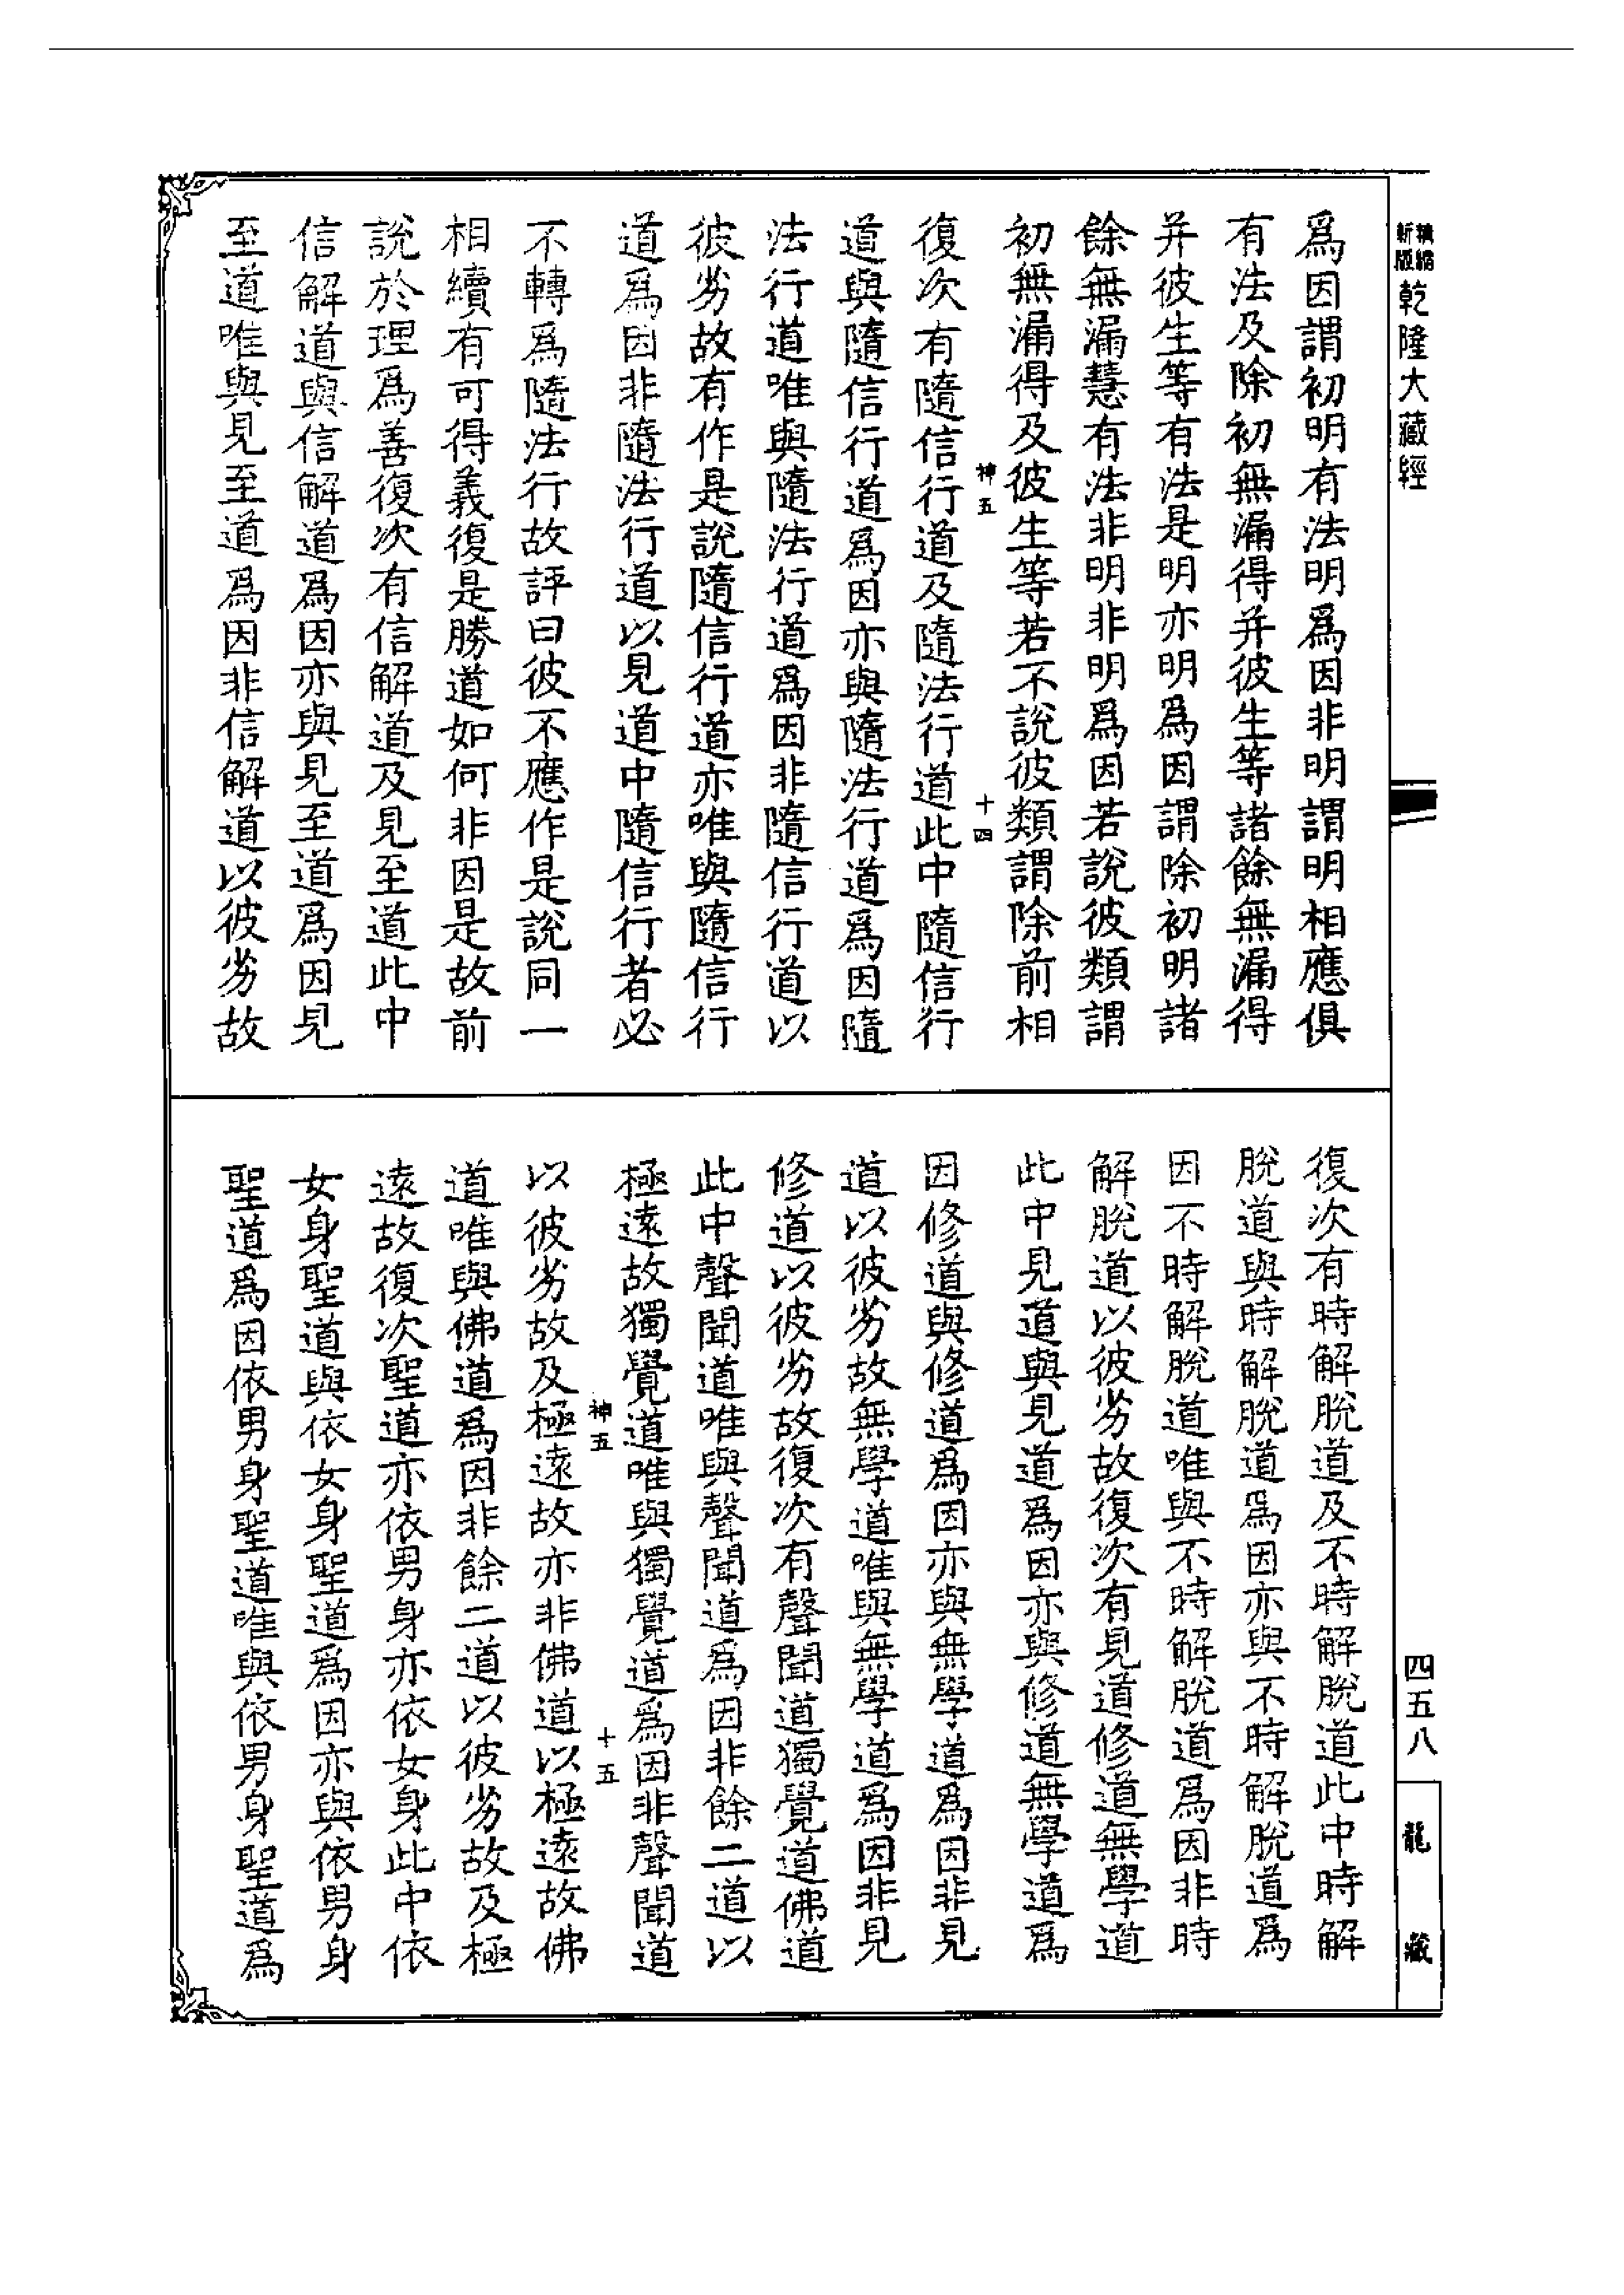 精縮新版乾隆大藏經
四五八
龍藏
爲因謂初明有法明爲因非明謂明相應俱
有法及除初無漏得并彼生等諸餘無漏得
并彼生等有法是明亦明爲因謂除初明諸
餘無漏慧有法非明非明爲因若說彼類謂
初無漏得及彼生等若不說彼類謂除前相
神五
十四
復次有隨信行道及隨法行道此中隨信行
道與隨信行道爲因亦與隨法行道爲因隨
法行道唯與隨法行道爲因非隨信行道以
彼劣故有作是說隨信行道亦唯與隨信行
道爲因非隨法行道以見道中隨信行者必
不轉爲隨法行故評曰彼不應作是說同一
相續有可得義復是勝道如何非因是故前
說於理爲善復次有信解道及見至道此中
信解道與信解道爲因亦與見至道爲因見
至道唯與見至道爲因非信解道以彼劣故
復次有時解脫道及不時解脫道此中時解
脫道與時解脫道爲因亦與不時解脫道爲
因不時解脫道唯與不時解脫道爲因非時
解脫道以彼劣故復次有見道修道無學道
此中見道與見道爲因亦與修道無學道爲
因修道與修道爲因亦與無學道爲因非見
道以彼劣故無學道唯與無學道爲因非見
修道以彼劣故復次有聲聞道獨覺道佛道
此中聲聞道唯與聲聞道爲因非餘二道以
極遠故獨覺道唯與獨覺道爲因非聲聞道
神五
十五
以彼劣故及極遠故亦非佛道以極遠故佛
道唯與佛道爲因非餘二道以彼劣故及極
遠故復次聖道亦依男身亦依女身此中依
女身聖道與依女身聖道爲因亦與依男身
聖道爲因依男身聖道唯與依男身聖道爲